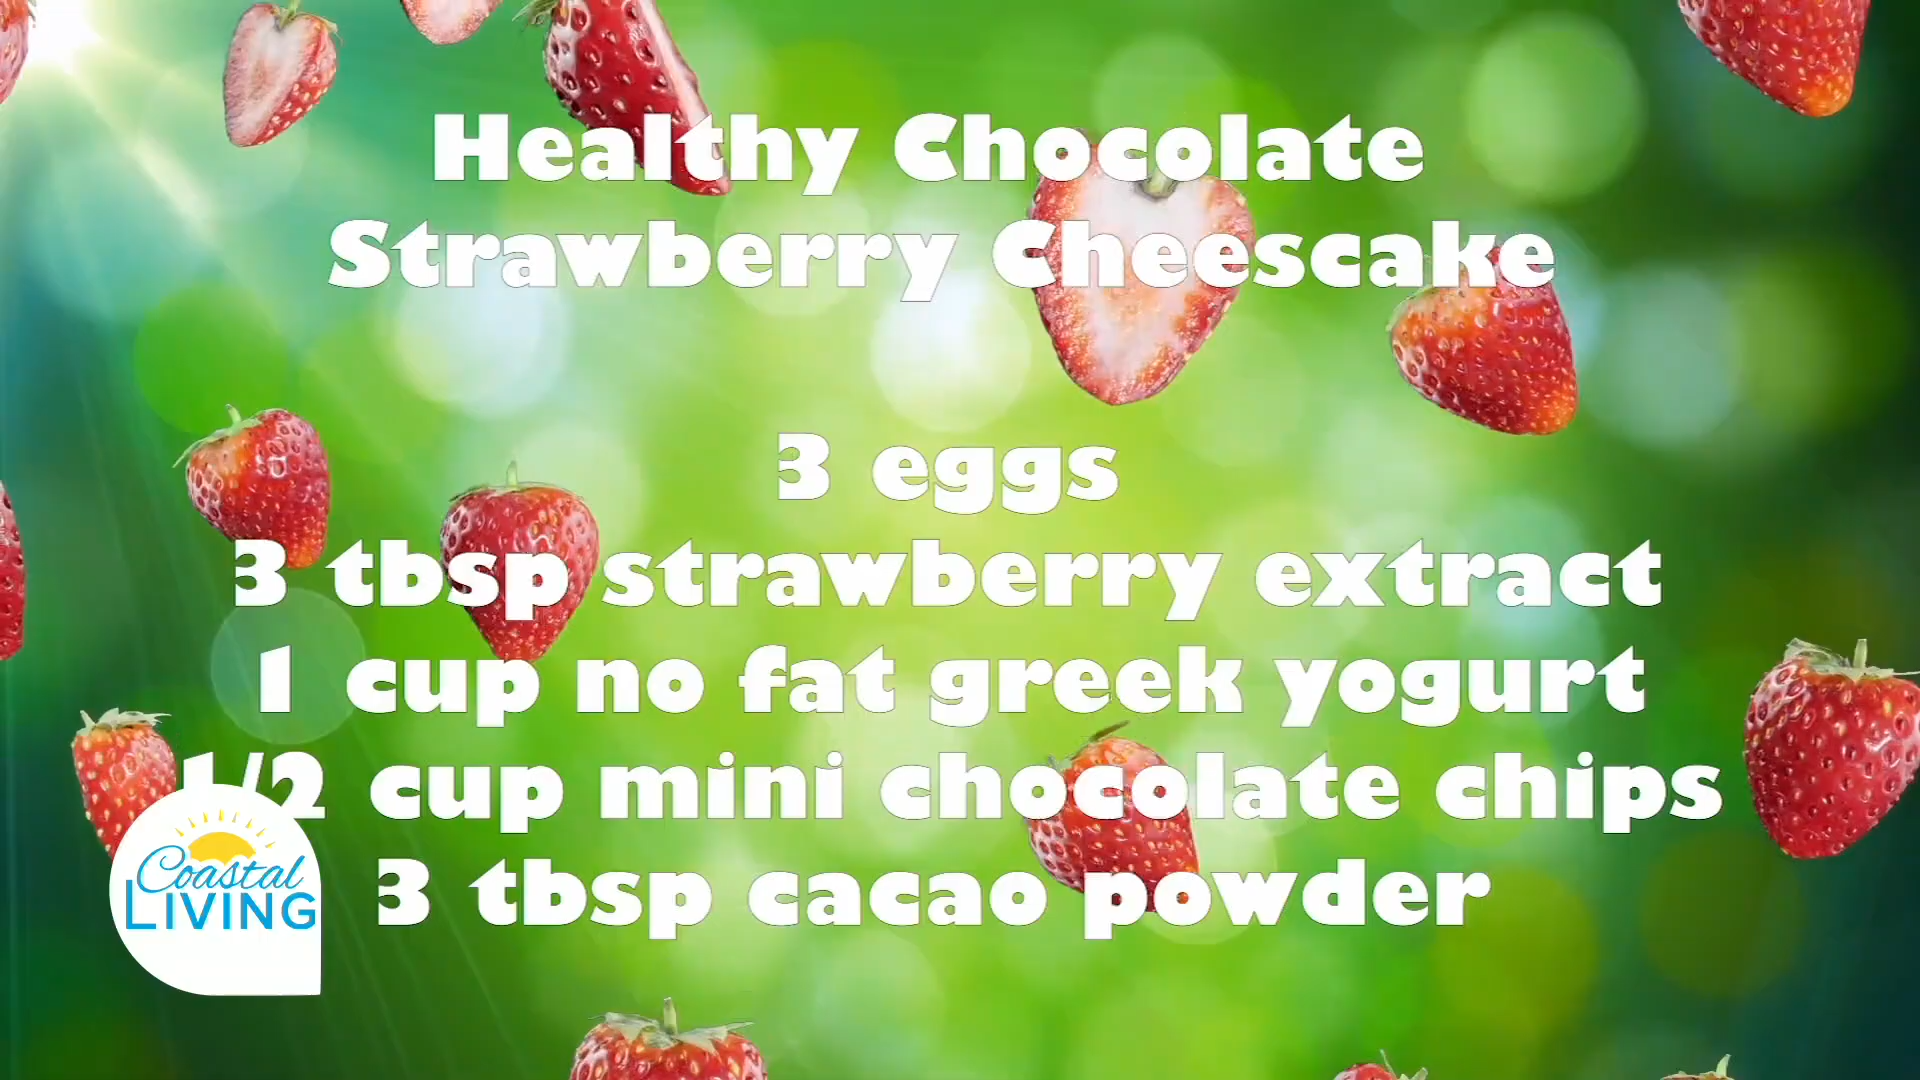 Healthy Chocolate
Strawberry Cheescake
3 eggs
3 tbsp strawberry extract
1 cup no fat greek yogurt
1/2 cup mini chocolate chips
3 tbsp cacao powder
Coastal
LIVING